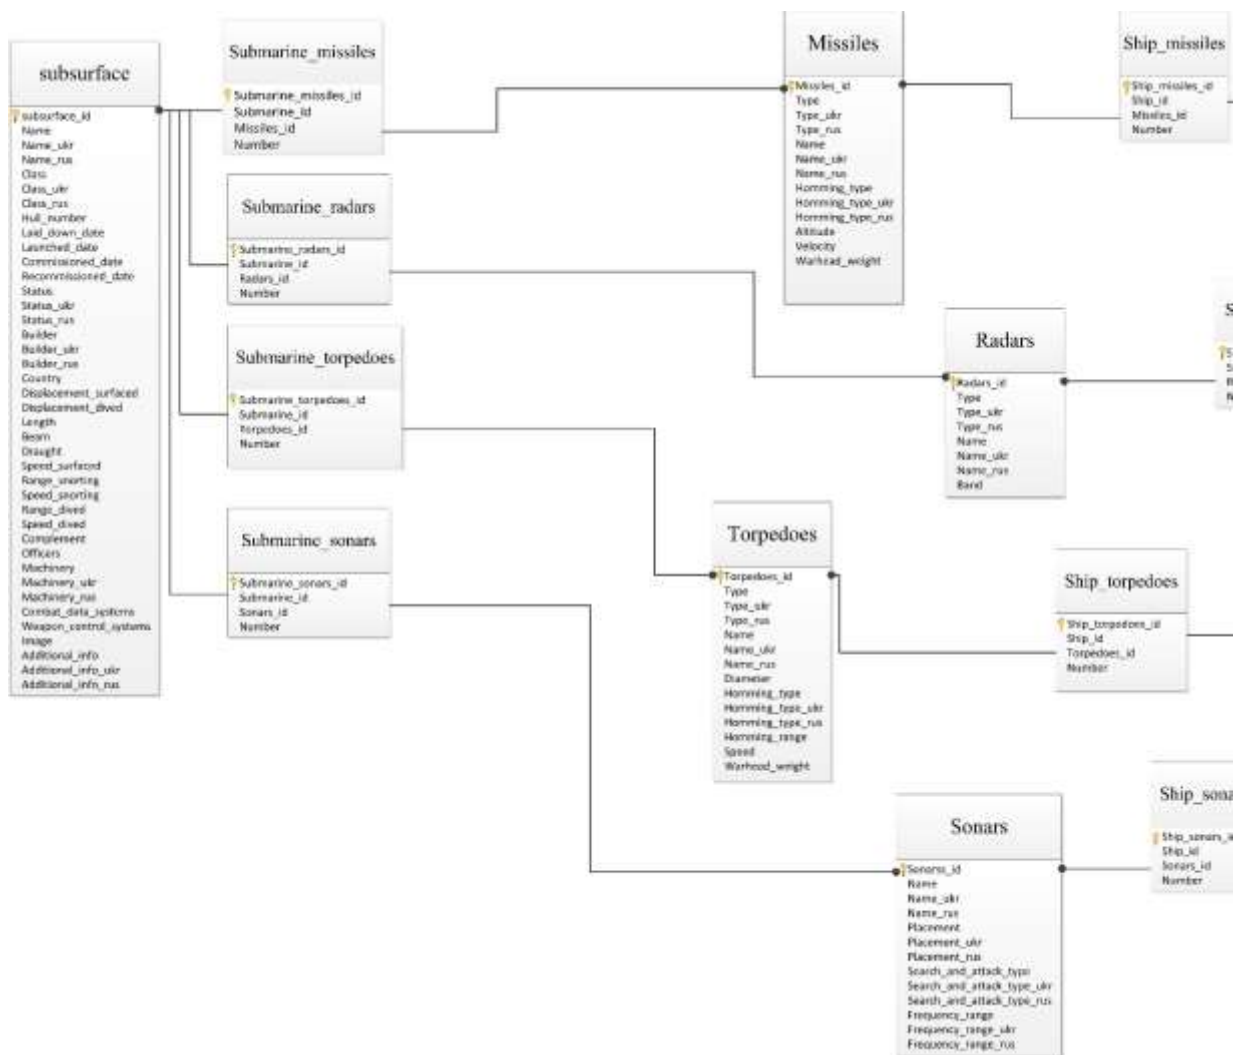 subsurface
subsurface_id
Name
Name_ukr
Name_rus
Class
Class_ukr
Class_rus
Hull_number
Laid_down_date
Launched_date
Commissioned_date
Recommissioned_date
Status
Status_ukr
Status_rus
Builder
Builder_ukr
Builder_rus
Country
Displacement_surfaced
Displacement_dived
Length
Beam
Draught
Speed_surfaced
Range_snorting
Speed_snorting
Range_dived
Speed_dived
Complement
Officers
Machinery
Machinery_ukr
Machinery_rus
Combat_data_systems
Weapon_control_systems
Image
Additional_info
Additional_info_ukr
Additional_info_rus
Submarine_missiles
Submarine_missiles_id
Submarine_id
Missiles_id
Number
Submarine_radars
Submarine_radars_id
Submarine_id
Radars_id
Number
Submarine_torpedoes
Submarine_torpedoes_id
Submarine_id
Torpedoes_id
Number
Submarine_sonars
Submarine_sonars_id
Submarine_id
Sonars_id
Number
Missiles
Missiles_id
Type
Type_ukr
Type_rus
Name
Name_ukr
Name_rus
Homming_type
Homming_type_ukr
Homming_type_rus
Altitude
Velocity
Warhead_weight
Radars
Radars_id
Type
Type_ukr
Type_rus
Name
Name_ukr
Name_rus
Band
Torpedoes
Torpedoes_id
Type
Type_ukr
Type_rus
Name
Name_ukr
Name_rus
Diameter
Homming_type
Homming_type_ukr
Homming_type_rus
Homming_range
Speed
Warhead_weight
Sonars
Sonarss_id
Name
Name_ukr
Name_rus
Placement
Placement_ukr
Placement_rus
Search_and_attack_type
Search_and_attack_type_ukr
Search_and_attack_type_rus
Frequency_range
Frequency_range_ukr
Frequency_range_rus
Ship_missiles
Ship_missiles_id
Ship_id
Missiles_id
Number
Ship_torpedoes
Ship_torpedoes_id
Ship_id
Torpedoes_id
Number
Ship_sona
Ship_sonars_i
Ship_id
Sonars_id
Number